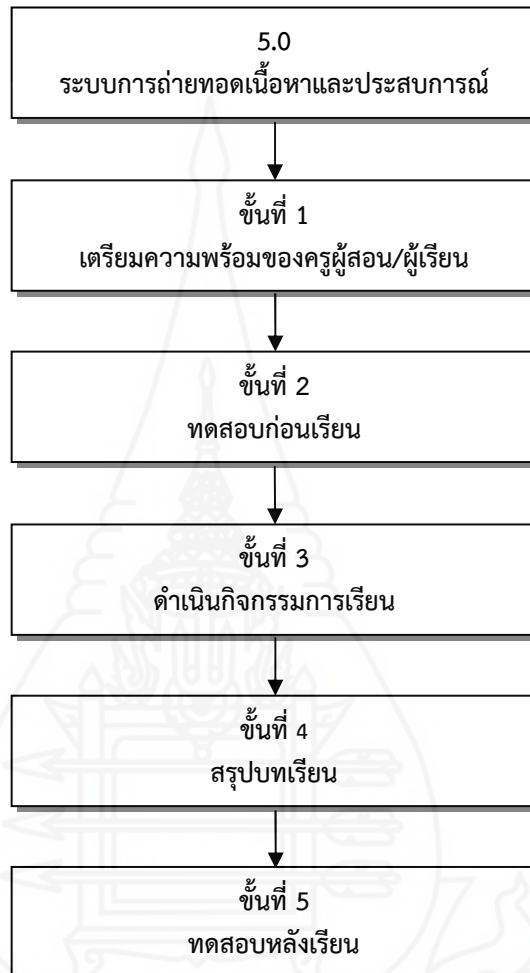 5.0
ระบบการถ่ายทอดเนื้อหาและประสบการณ์
ขั้นที่ 1
เตรียมความพร้อมของครูผู้สอน/ผู้เรียน
ขั้นที่ 2
ทดสอบก่อนเรียน
ขั้นที่ 3
ดำเนินกิจกรรมการเรียน
ขั้นที่ 4
สรุปบทเรียน
ขั้นที่ 5
ทดสอบหลังเรียน